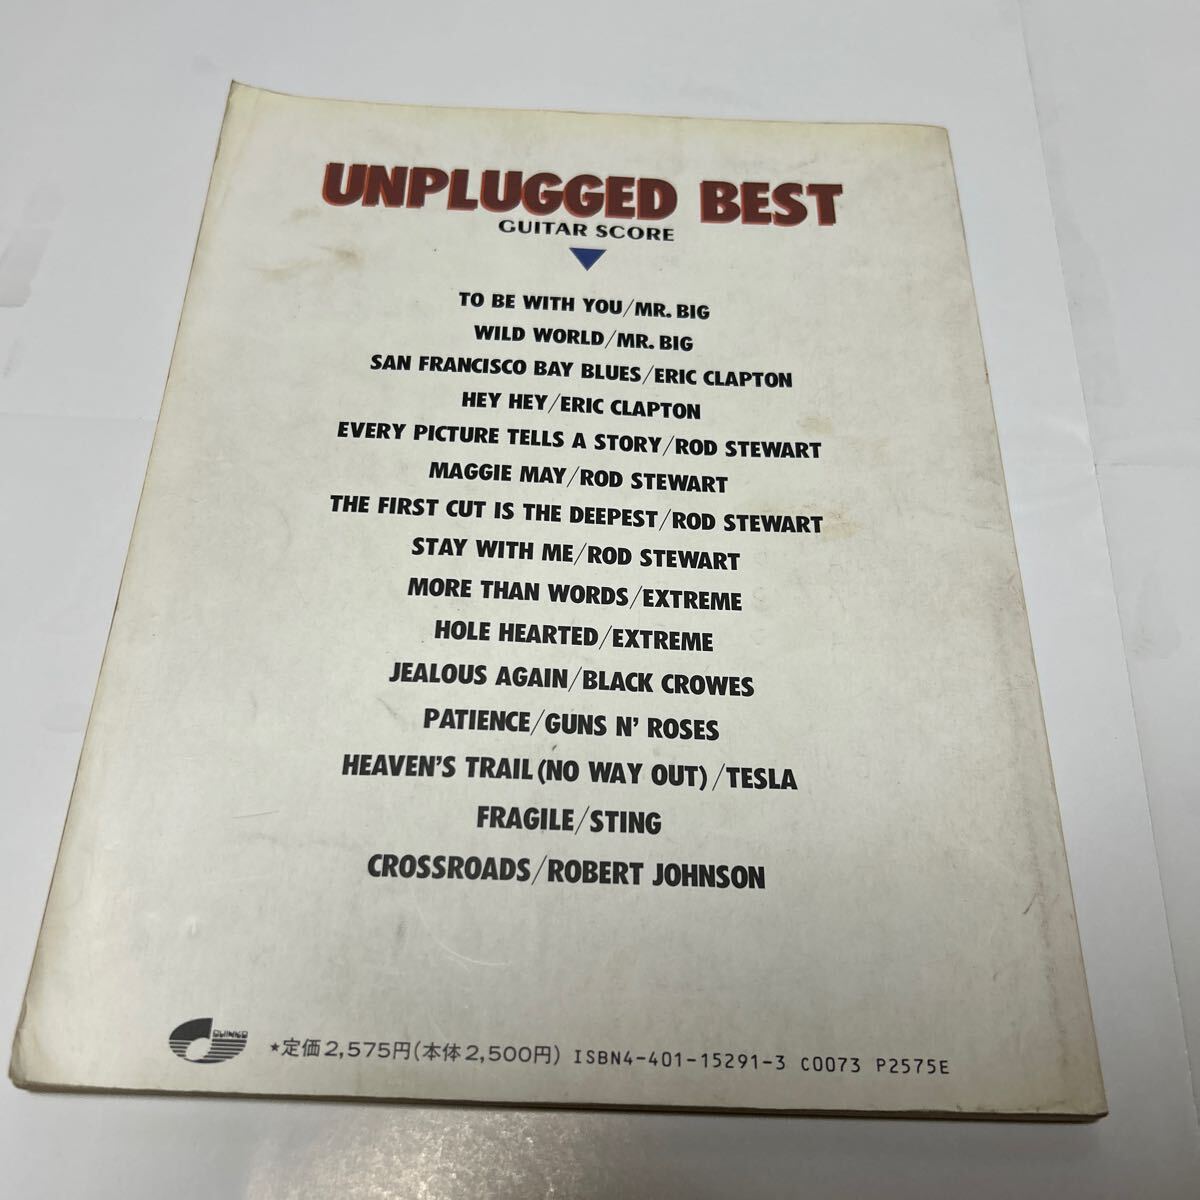 UNPLUGGED BEST
GUITAR SCORE
TO BE WITH YOU/MR. BIG
WILD WORLD/MR. BIG
SAN FRANCISCO BAY BLUES/ERIC CLAPTON
HEY HEY/ERIC CLAPTON
EVERY PICTURE TELLS A STORY/ROD STEWART
MAGGIE MAY/ROD STEWART
THE FIRST CUT IS THE DEEPEST/ROD STEWART
STAY WITH ME/ROD STEWART
MORE THAN WORDS/EXTREME
HOLE HEARTED/EXTREME
JEALOUS AGAIN/BLACK CROWES
PATIENCE/GUNS N' ROSES
HEAVEN'S TRAIL (NO WAY OUT)/TESLA
FRAGILE/STING
CROSSROADS/ROBERT JOHNSON
SHINKO
★定価2,575円(本体2,500円) ISBN4-401-15291-3 C0073 P2575E